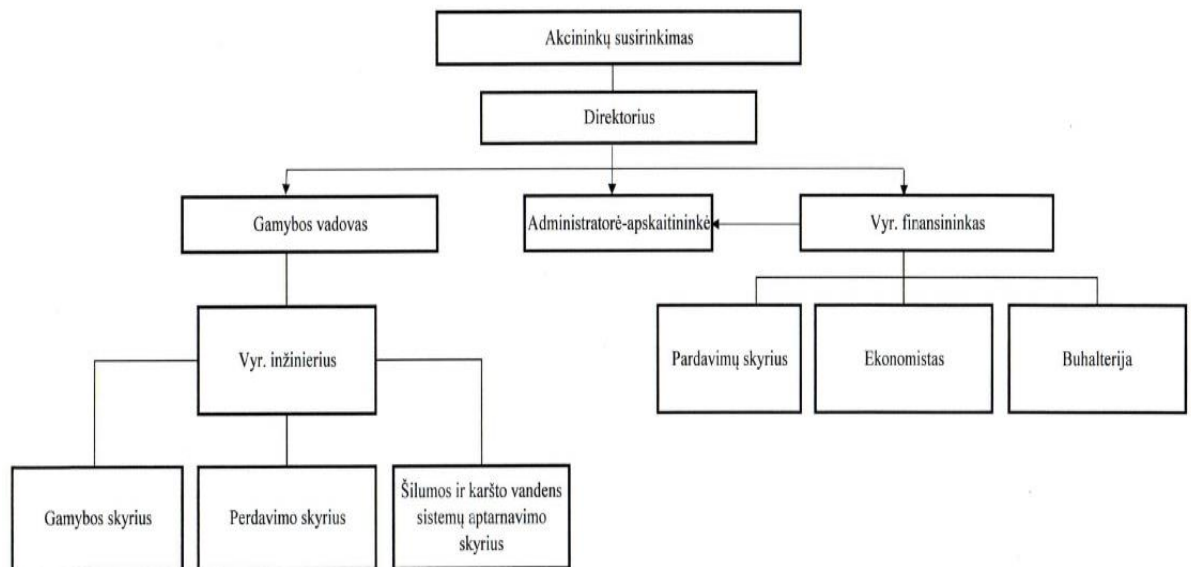 Akcininkų susirinkimas
Direktorius
Gamybos vadovas
Administratorė-apskaitininkė
Vyr. finansininkas
Vyr. inžinierius
Pardavimų skyrius
Ekonomistas
Buhalterija
Gamybos skyrius
Perdavimo skyrius
Šilumos ir karšto vandens
sistemų aptarnavimo
skyrius